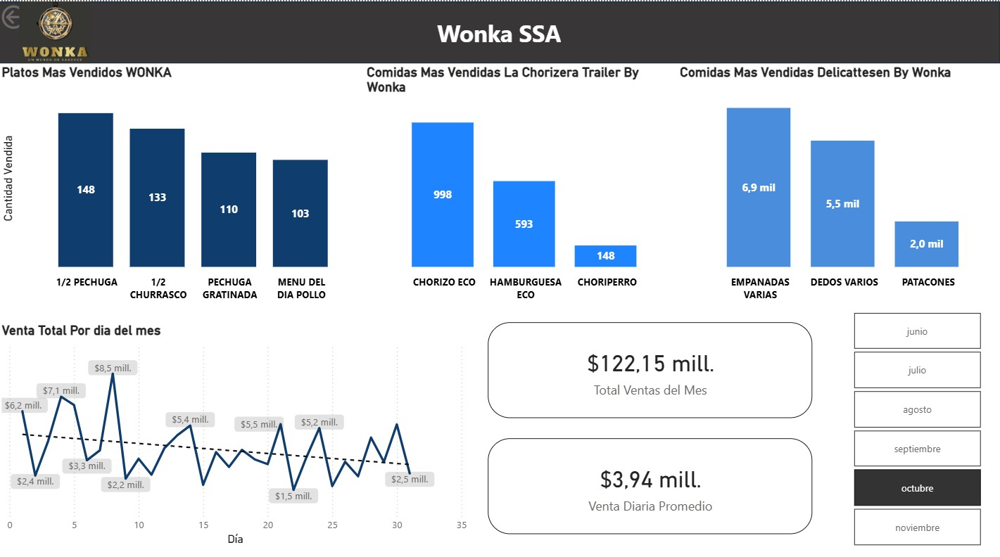 WONKA
UN MUNDO DE SABORES
Wonka SSA
Platos Mas Vendidos WONKA
Cantidad Vendida
148
133
110
103
1/2 PECHUGA
1/2
CHURRASCO
PECHUGA
GRATINADA
MENU DEL
DIA POLLO
Comidas Mas Vendidas La Chorizera Trailer By
Wonka
998
593
148
CHORIZO ECO
HAMBURGUESA
ECO
CHORIPERRO
Comidas Mas Vendidas Delicattesen By Wonka
6,9 mil
5,5 mil
2,0 mil
EMPANADAS
VARIAS
DEDOS VARIOS
PATACONES
Venta Total Por dia del mes
$6,2 mill.
$2,4 mill.
$7,1 mill.
$3,3 mill.
$8,5 mill.
$2,2 mill.
$5,4 mill.
$5,5 mill.
$1,5 mill.
$5,2 mill.
$2,5 mill.
0 5 10 15 20 25 30 35
Día
$122,15 mill.
Total Ventas del Mes
$3,94 mill.
Venta Diaria Promedio
junio
julio
agosto
septiembre
octubre
noviembre